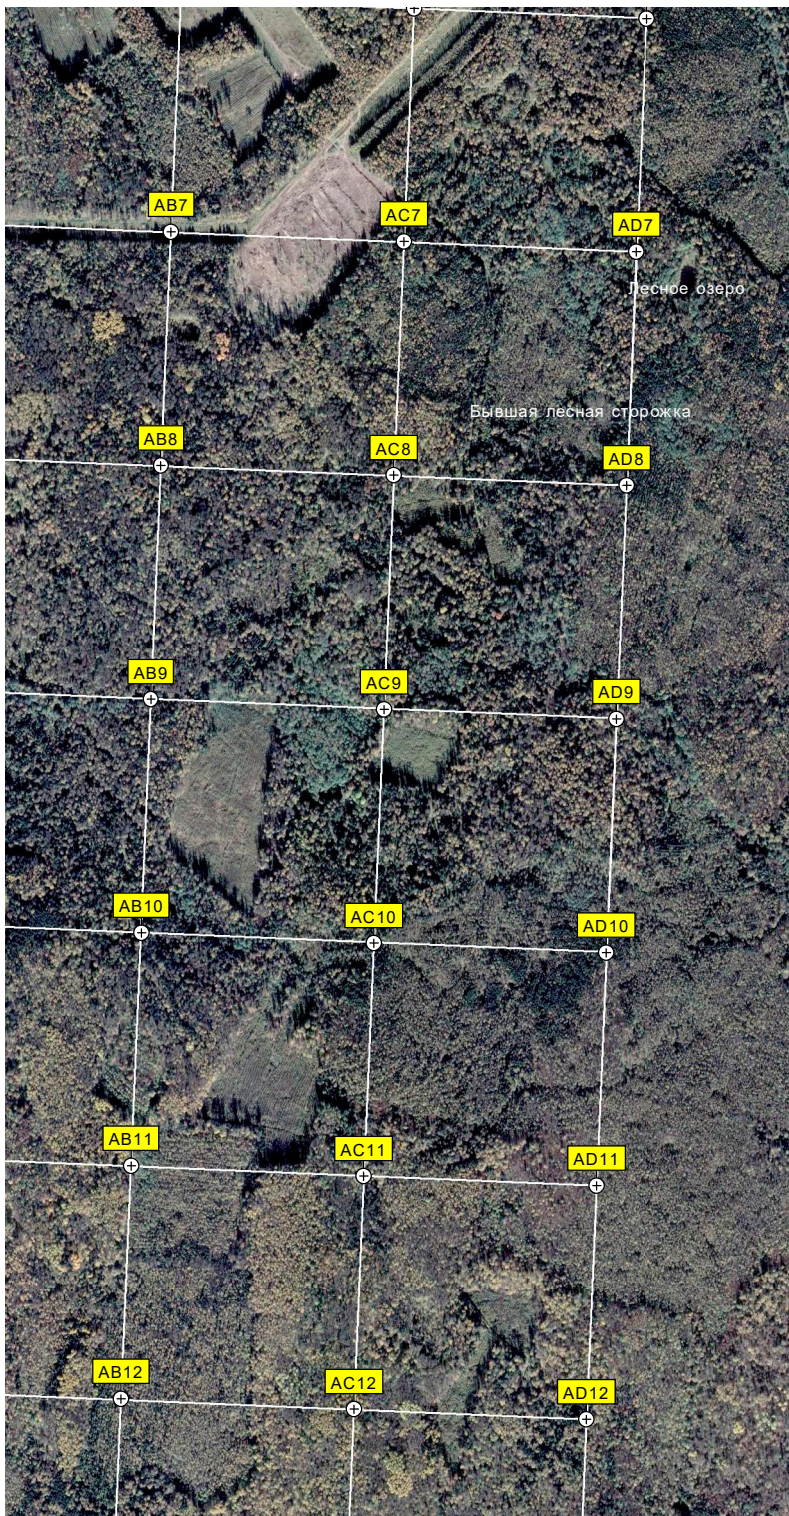 AB7
AC7
AD7
Лесное озеро
Бывшая лесная сторожка
AB8
AC8
AD8
AB9
AC9
AD9
AB10
AC10
AD10
AB11
AC11
AD11
AB12
AC12
AD12